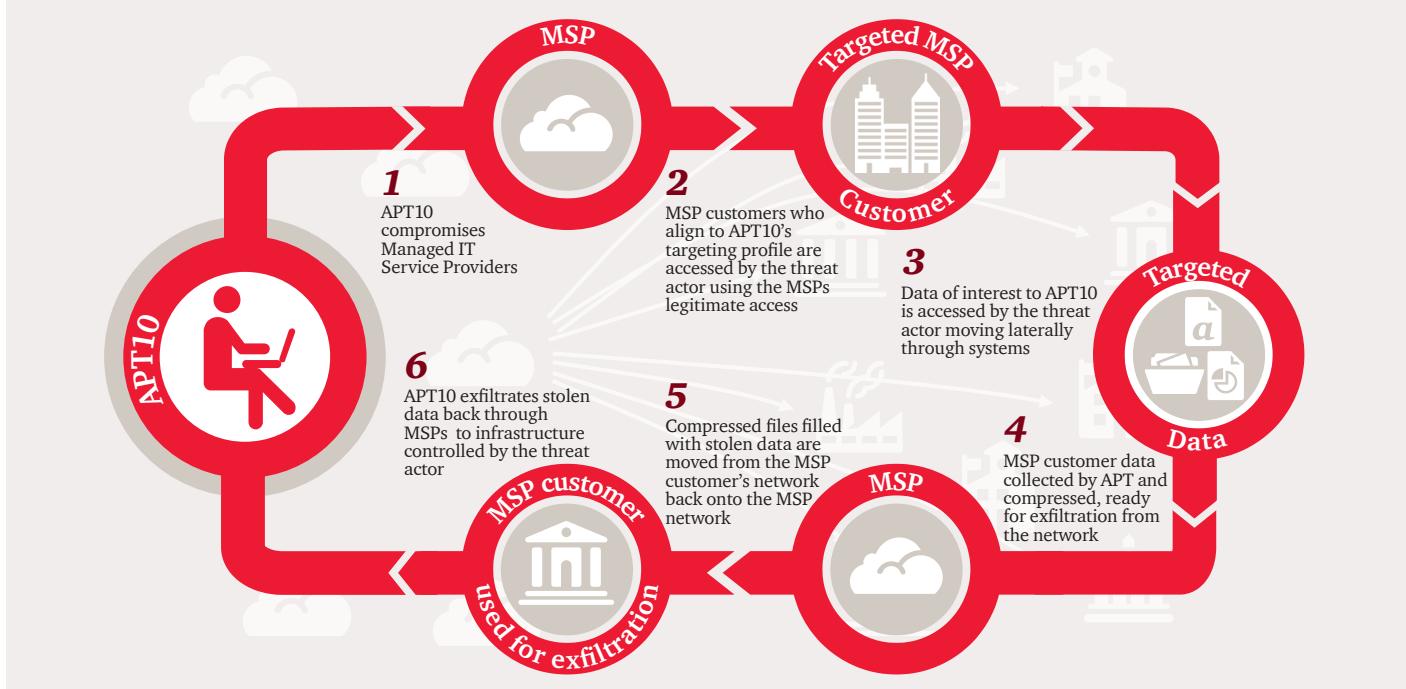 MSP
Targeted MSP
Customer
1
APT10
compromises
Managed IT
Service Providers
2
MSP customers who
align to APT10's
targeting profile are
accessed by the threat
actor using the MSPs
legitimate access
3
Data of interest to APT10
is accessed by the threat
actor moving laterally
through systems
Targeted
a
Data
4
MSP customer data
collected by APT and
compressed, ready
for exfiltration from
the network
MSP
5
Compressed files filled
with stolen data are
moved from the MSP
customer's network
back onto the MSP
network
MSP customer
used for exfiltration
6
APT10 exfiltrates stolen
data back through
MSPs to infrastructure
controlled by the threat
actor
APT10